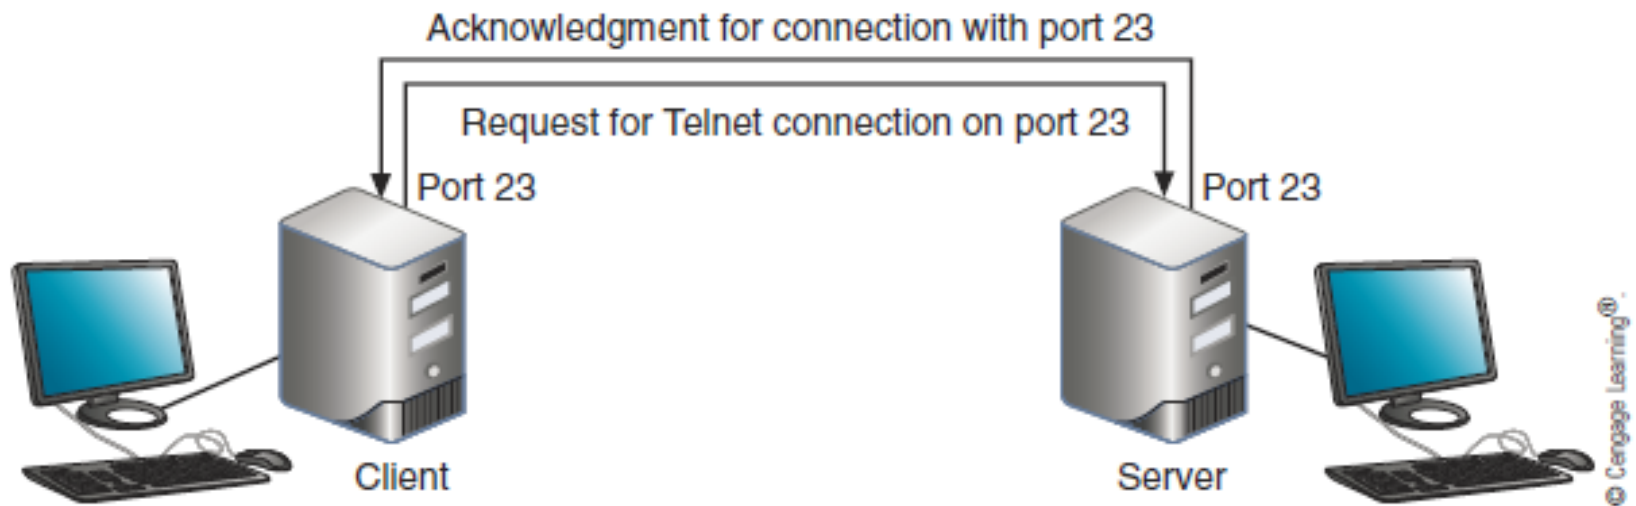 Acknowledgment for connection with port 23
Request for Telnet connection on port 23
Port 23
Port 23
Client
Server
© Cengage Learning®.